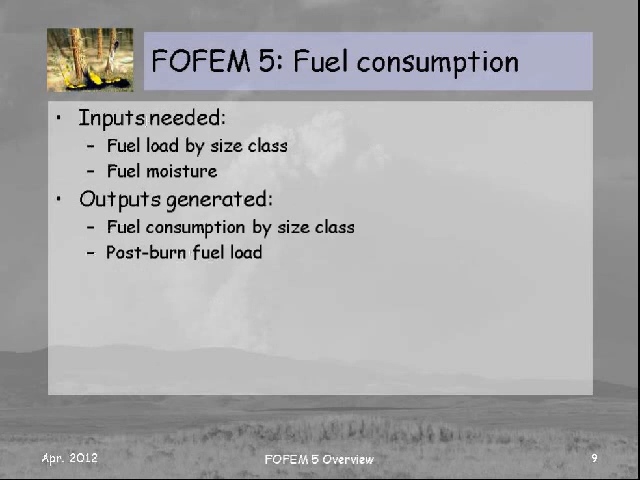 FOFEM 5: Fuel consumption
• Inputs needed:
– Fuel load by size class
– Fuel moisture
• Outputs generated:
– Fuel consumption by size class
– Post-burn fuel load
Apr. 2012
FOFEM 5 Overview
9